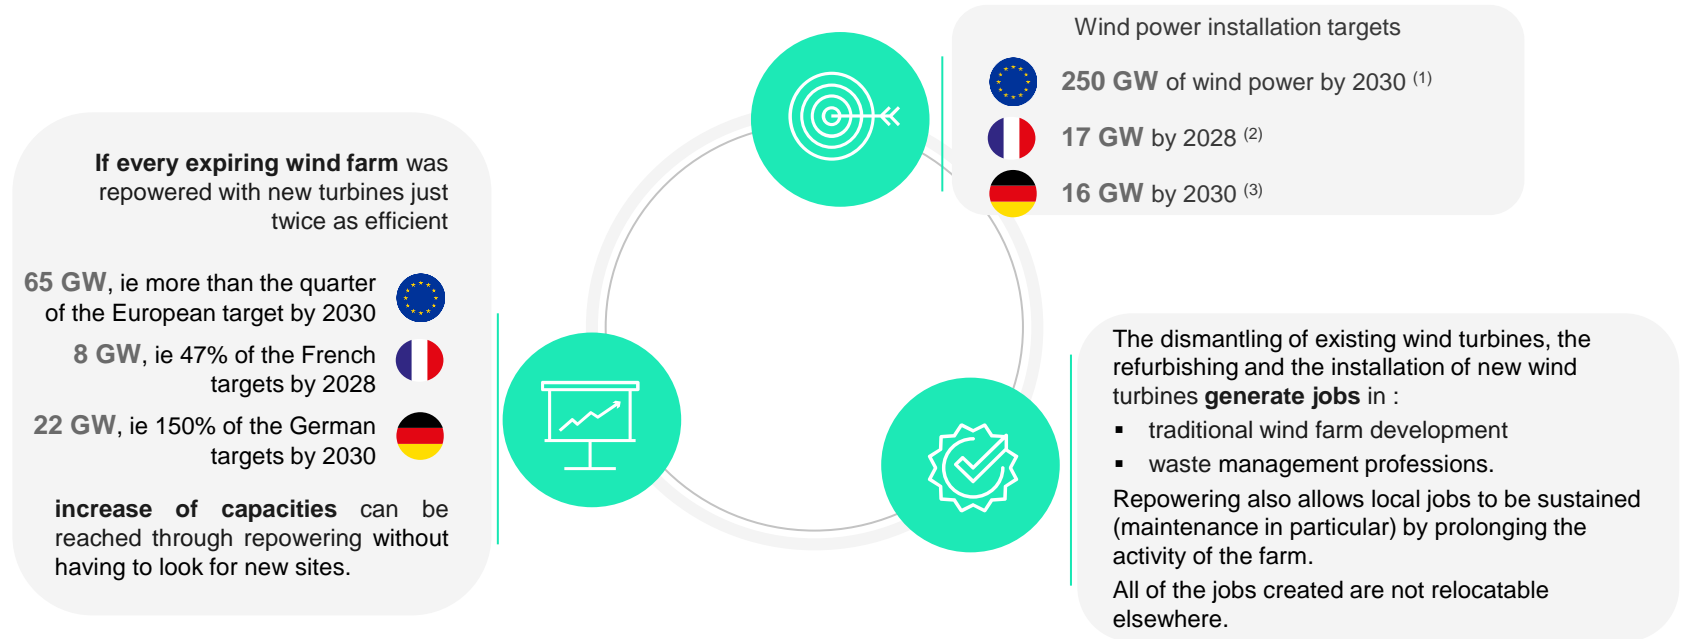 Wind power installation targets
250 GW of wind power by 2030 (1)
17 GW by 2028 (2)
16 GW by 2030 (3)
If every expiring wind farm was
repowered with new turbines just
twice as efficient
65 GW, ie more than the quarter
of the European target by 2030
8 GW, ie 47% of the French
targets by 2028
22 GW, ie 150% of the German
targets by 2030
increase of capacities can be
reached through repowering without
having to look for new sites.
The dismantling of existing wind turbines, the
refurbishing and the installation of new wind
turbines generate jobs in :
▪ traditional wind farm development
▪ waste management professions.
Repowering also allows local jobs to be sustained
(maintenance in particular) by prolonging the
activity of the farm.
All of the jobs created are not relocatable
elsewhere.